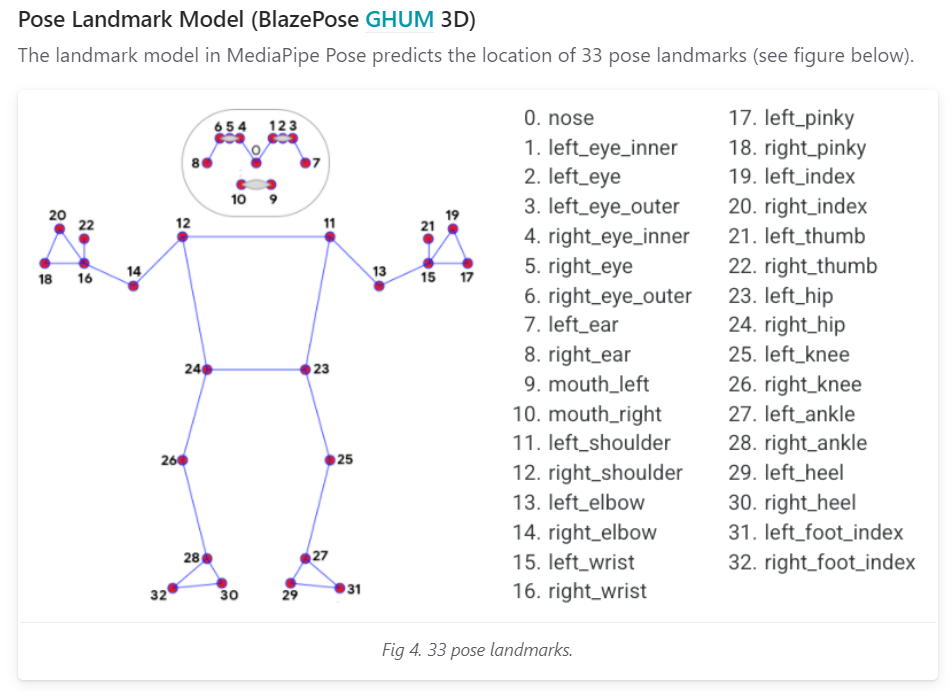 Pose Landmark Model (BlazePose GHUM 3D)
The landmark model in MediaPipe Pose predicts the location of 33 pose landmarks (see figure below).
6 5 4 1 2 3
8 0 7
10 9
20 22 12 11 21 19
18 16 14 13 15 17
24 23
26 25
28 27
32 30 29 31
0. nose
1. left_eye_inner
2. left_eye
3. left_eye_outer
4. right_eye_inner
5. right_eye
6. right_eye_outer
7. left_ear
8. right_ear
9. mouth_left
10. mouth_right
11. left_shoulder
12. right_shoulder
13. left_elbow
14. right_elbow
15. left_wrist
16. right_wrist
17. left_pinky
18. right_pinky
19. left_index
20. right_index
21. left_thumb
22. right_thumb
23. left_hip
24. right_hip
25. left_knee
26. right_knee
27. left_ankle
28. right_ankle
29. left_heel
30. right_heel
31. left_foot_index
32. right_foot_index
Fig 4. 33 pose landmarks.